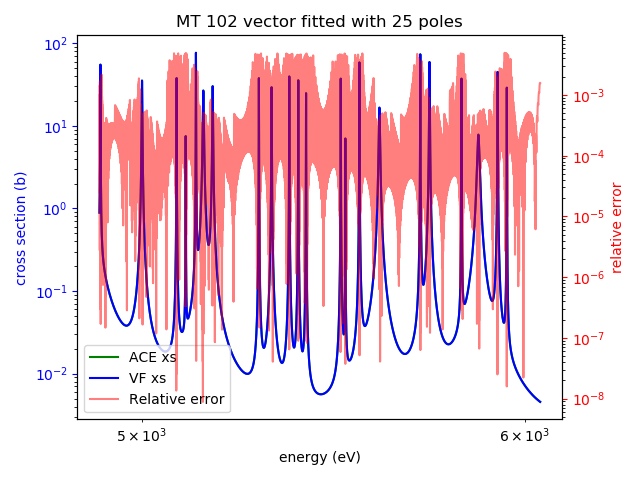 MT 102 vector fitted with 25 poles
10²
10¹
10⁰
10⁻¹
10⁻²
cross section (b)
10⁻³
10⁻⁴
10⁻⁵
10⁻⁶
10⁻⁷
10⁻⁸
relative error
ACE xs
VF xs
Relative error
5 × 10³
6 × 10³
energy (eV)